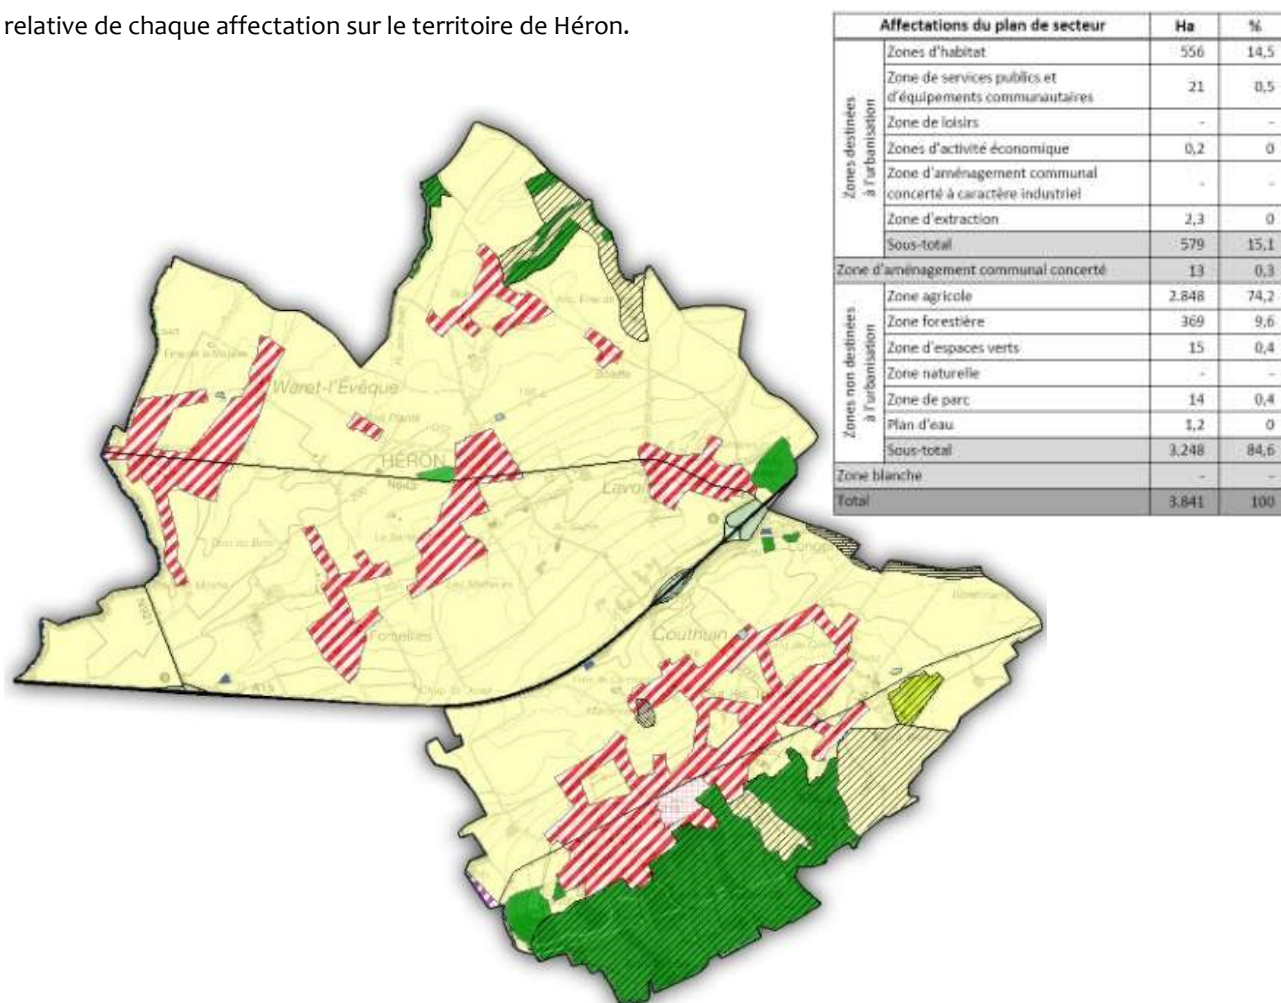 relative de chaque affectation sur le territoire de Héron.
Affectations du plan de secteur Ha %
Zones destinées
à l'urbanisation
Zones d'habitat 556 14,5
Zone de services publics et
d'équipements communautaires 21 0,5
Zone de loisirs - -
Zones d'activité économique 0,2 0
Zone d'aménagement communal
concerté à caractère industriel - -
Zone d'extraction 2,3 0
Sous-total 579 15,1
Zone d'aménagement communal concerté 13 0,3
Zones non destinées
à l'urbanisation
Zone agricole 2.848 74,2
Zone forestière 369 9,6
Zone d'espaces verts 15 0,4
Zone naturelle - -
Zone de parc 14 0,4
Plan d'eau 1,2 0
Sous-total 3.248 84,6
Zone blanche - -
Total 3.841 100
Waret-l'Évêque
HÉRON
N643
Lavoir
N921
Couthuin